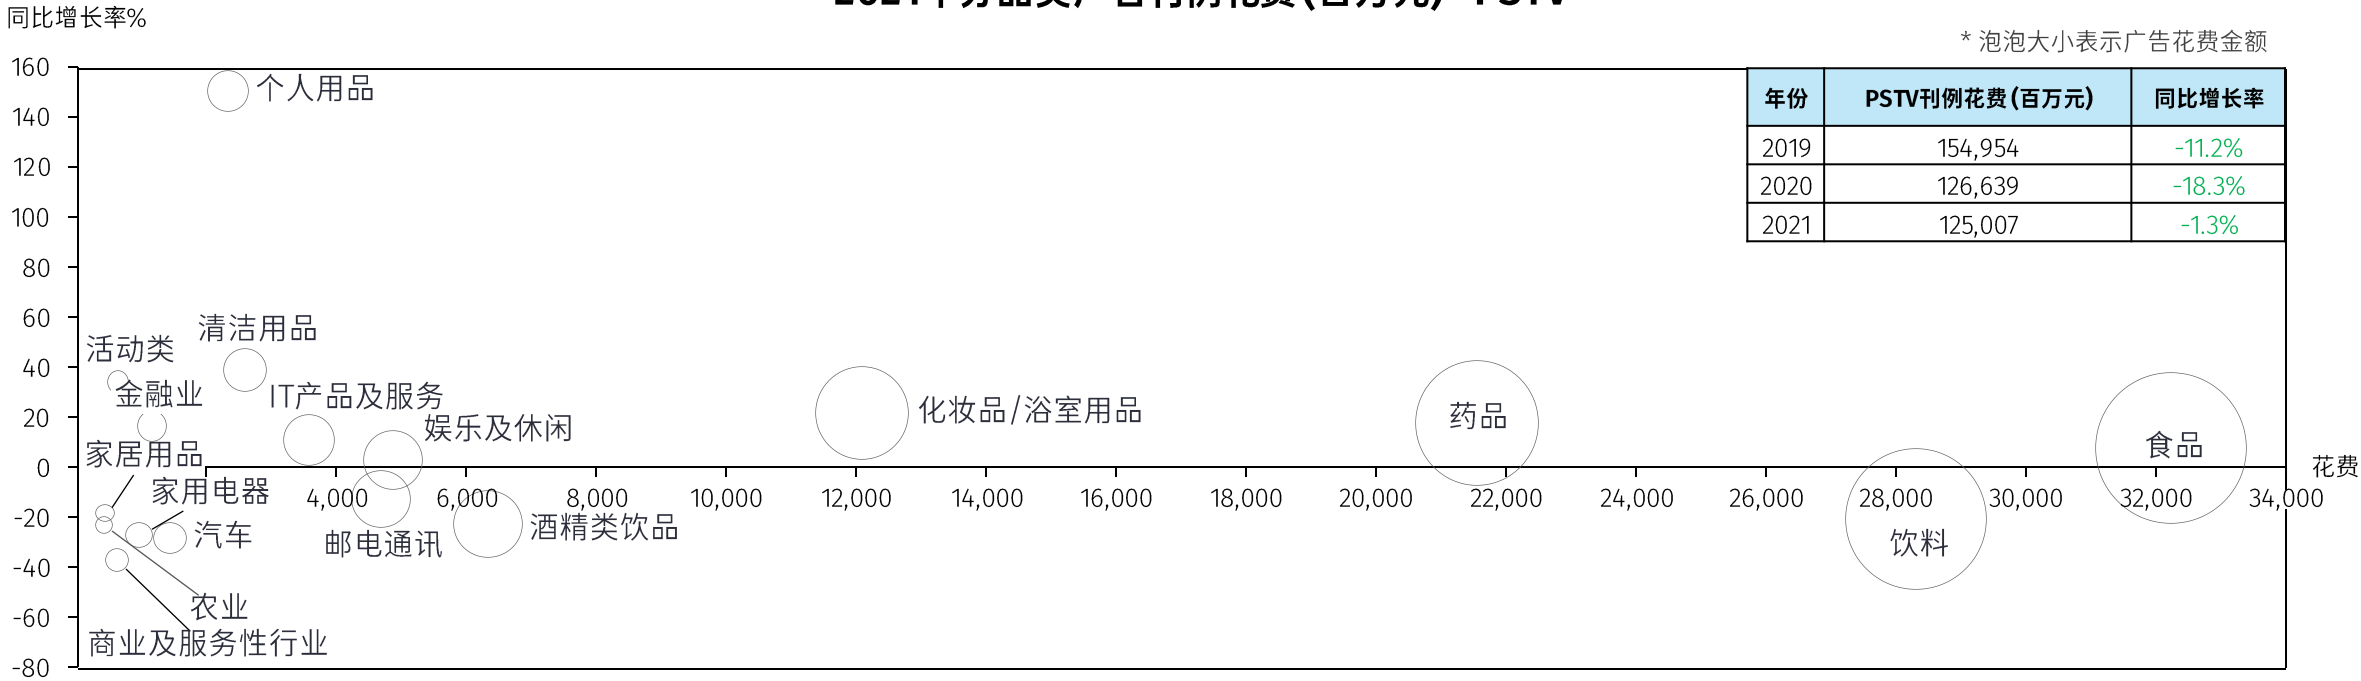 同比增长率%
* 泡泡大小表示广告花费金额
160
140
120
100
80
60
40
20
0
-20
-40
-60
-80
年份 PSTV刊例花费(百万元) 同比增长率
2019 154,954 -11.2%
2020 126,639 -18.3%
2021 125,007 -1.3%
个人用品
清洁用品
活动类
金融业
IT产品及服务
娱乐及休闲
化妆品/浴室用品
药品
食品
家居用品
花费
家用电器
4,000 6,000 8,000 10,000 12,000 14,000 16,000 18,000 20,000 22,000 24,000 26,000 28,000 30,000 32,000 34,000
汽车
邮电通讯
酒精类饮品
饮料
农业
商业及服务性行业